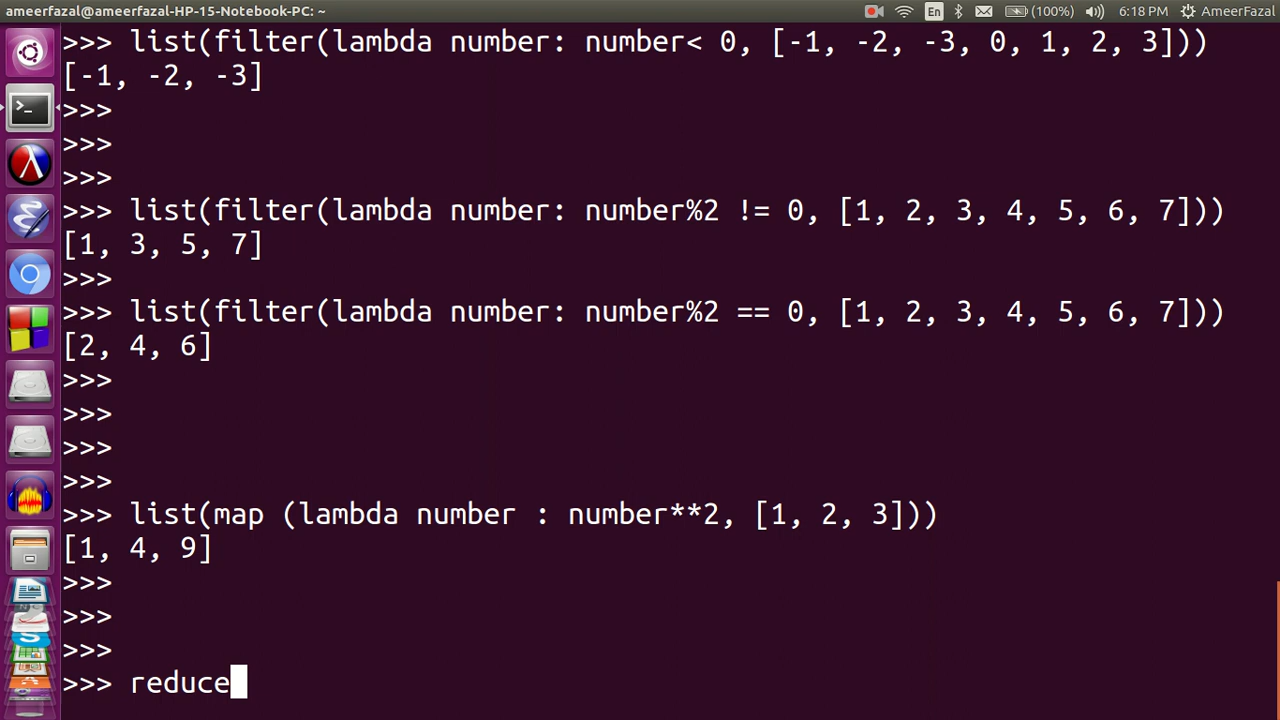 ameerfazal@ameerfazal-HP-15-Notebook-PC: ~ En (100%) 6:18 PM AmeerFazal
>>> list(filter(lambda number: number< 0, [-1, -2, -3, 0, 1, 2, 3]))
[-1, -2, -3]
>>>
>>>
>>>
>>> list(filter(lambda number: number%2 != 0, [1, 2, 3, 4, 5, 6, 7]))
[1, 3, 5, 7]
>>>
>>> list(filter(lambda number: number%2 == 0, [1, 2, 3, 4, 5, 6, 7]))
[2, 4, 6]
>>>
>>>
>>>
>>>
>>> list(map (lambda number : number**2, [1, 2, 3]))
[1, 4, 9]
>>>
>>>
>>>
>>> reduce